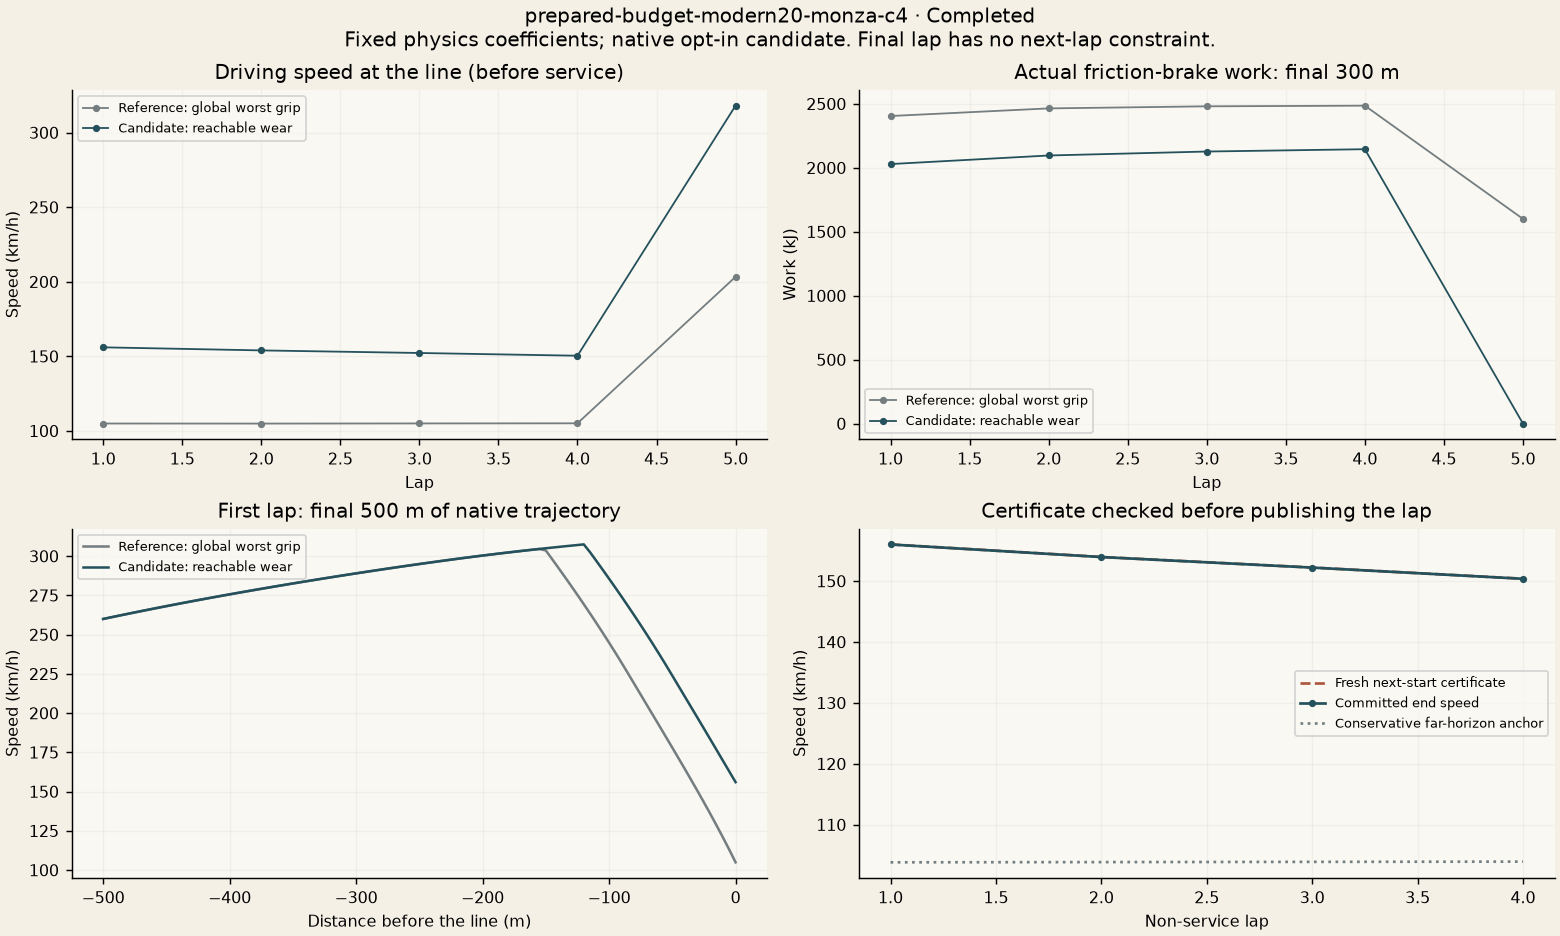 prepared-budget-modern20-monza-c4 · Completed
Fixed physics coefficients; native opt-in candidate. Final lap has no next-lap constraint.
Driving speed at the line (before service)
Reference: global worst grip
Candidate: reachable wear
Speed (km/h)
300
250
200
150
100
1.0 1.5 2.0 2.5 3.0 3.5 4.0 4.5 5.0
Lap
Actual friction-brake work: final 300 m
Work (kJ)
2500
2000
1500
1000
500
0
Reference: global worst grip
Candidate: reachable wear
1.0 1.5 2.0 2.5 3.0 3.5 4.0 4.5 5.0
Lap
First lap: final 500 m of native trajectory
Reference: global worst grip
Candidate: reachable wear
Speed (km/h)
300
275
250
225
200
175
150
125
100
−500 −400 −300 −200 −100 0
Distance before the line (m)
Certificate checked before publishing the lap
Speed (km/h)
150
140
130
120
110
Fresh next-start certificate
Committed end speed
Conservative far-horizon anchor
1.0 1.5 2.0 2.5 3.0 3.5 4.0
Non-service lap